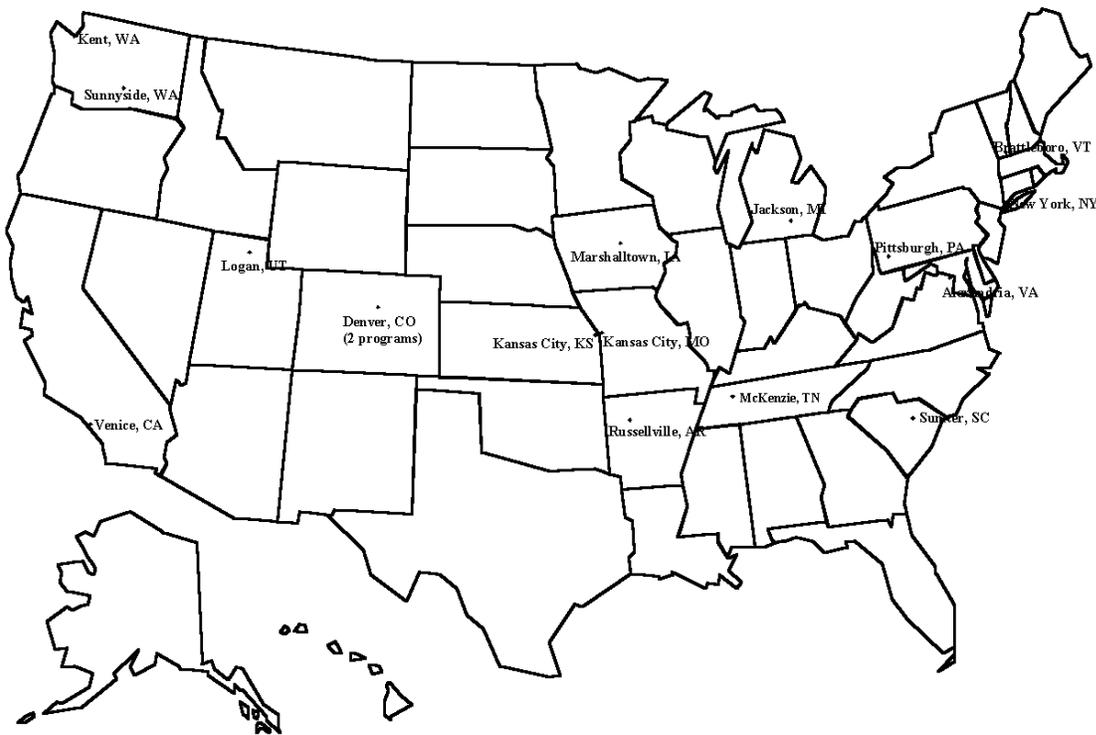 Kent, WA
Sunnyside, WA
Brattleboro, VT
New York, NY
Jackson, MI
Pittsburgh, PA
Marshalltown, IA
Logan, UT
Alexandria, VA
Denver, CO
(2 programs)
Kansas City, KS
Kansas City, MO
McKenzie, TN
Sumter, SC
Venice, CA
Russellville, AR